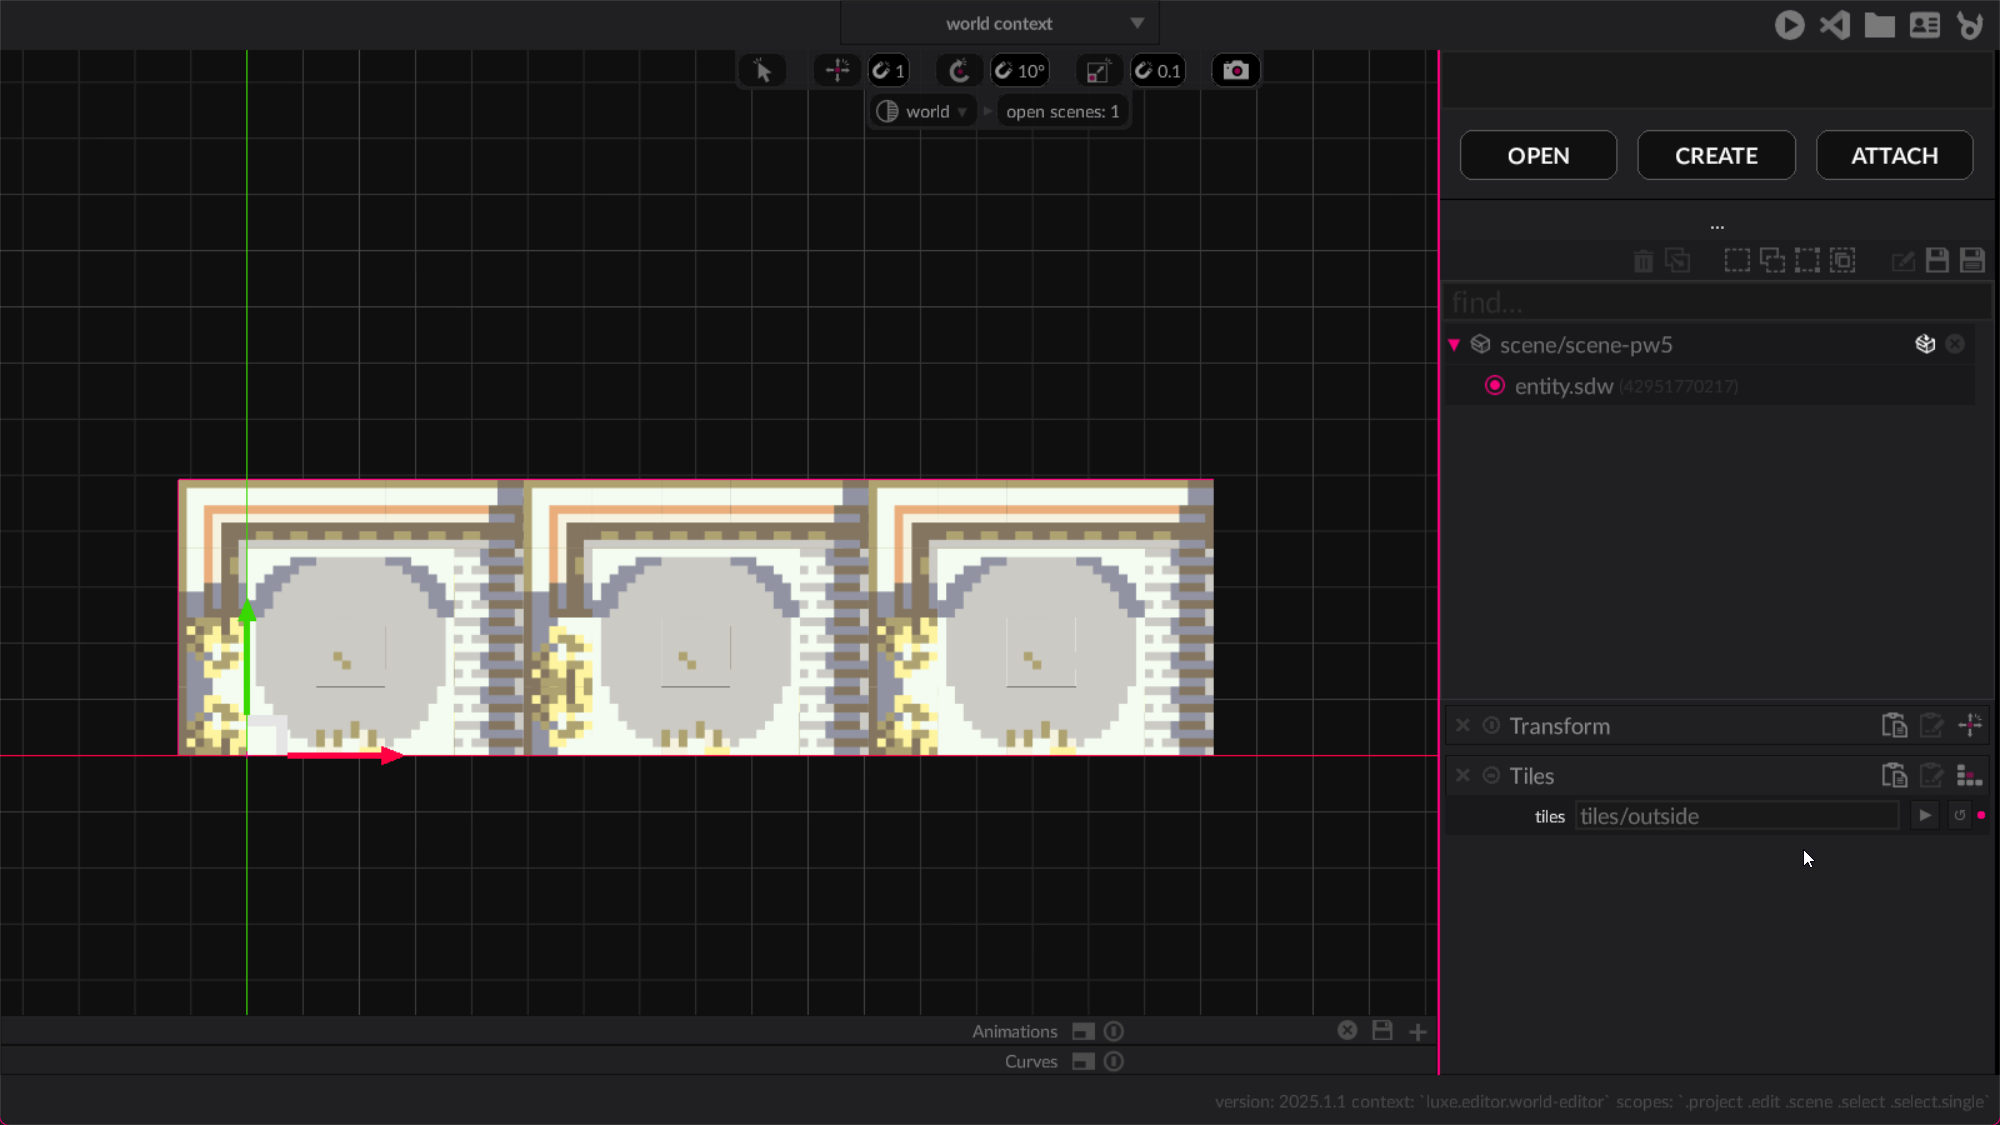 world context
1
10°
0.1
world
open scenes: 1
OPEN
CREATE
ATTACH
...
find...
scene/scene-pw5
entity.sdw (42951770217)
Transform
Tiles
tiles
tiles/outside
Animations
Curves
version: 2025.1.1 context: `luxe.editor.world-editor` scopes: `.project .edit .scene .select .select.single`